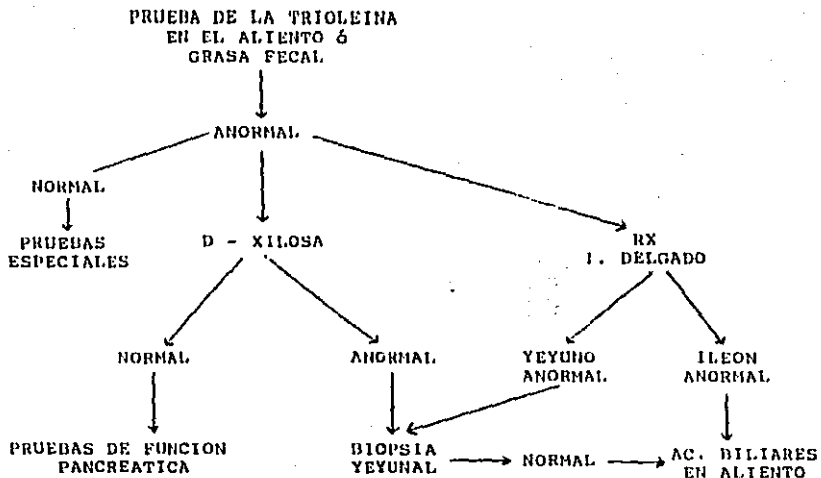 PRUEBA DE LA TRIOLEINA
EN EL ALIENTO ó
GRASA FECAL
ANORMAL
NORMAL
PRUEBAS
ESPECIALES
D - XILOSA
RX
I. DELGADO
NORMAL
ANORMAL
YEYUNO
ANORMAL
ILEON
ANORMAL
PRUEBAS DE FUNCION
PANCREATICA
BIOPSIA
YEYUNAL
NORMAL
AC. BILIARES
EN ALIENTO